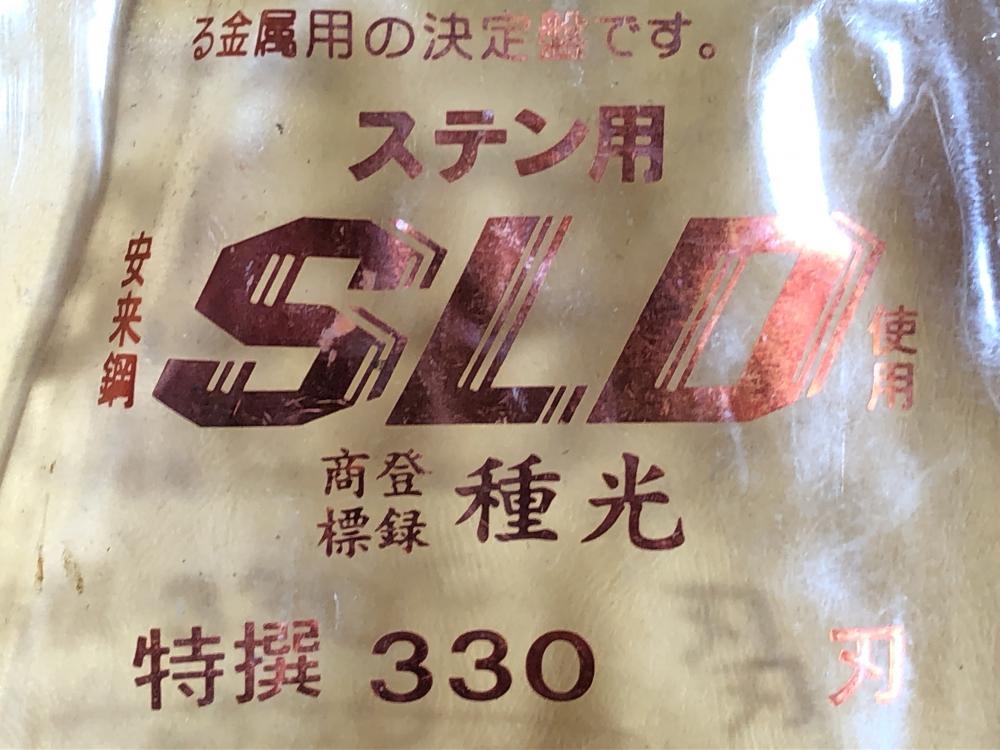 る金属用の決定盤です。
ステン用
安来鋼
SLD
使用
登録商標
種光
特撰 330 刃